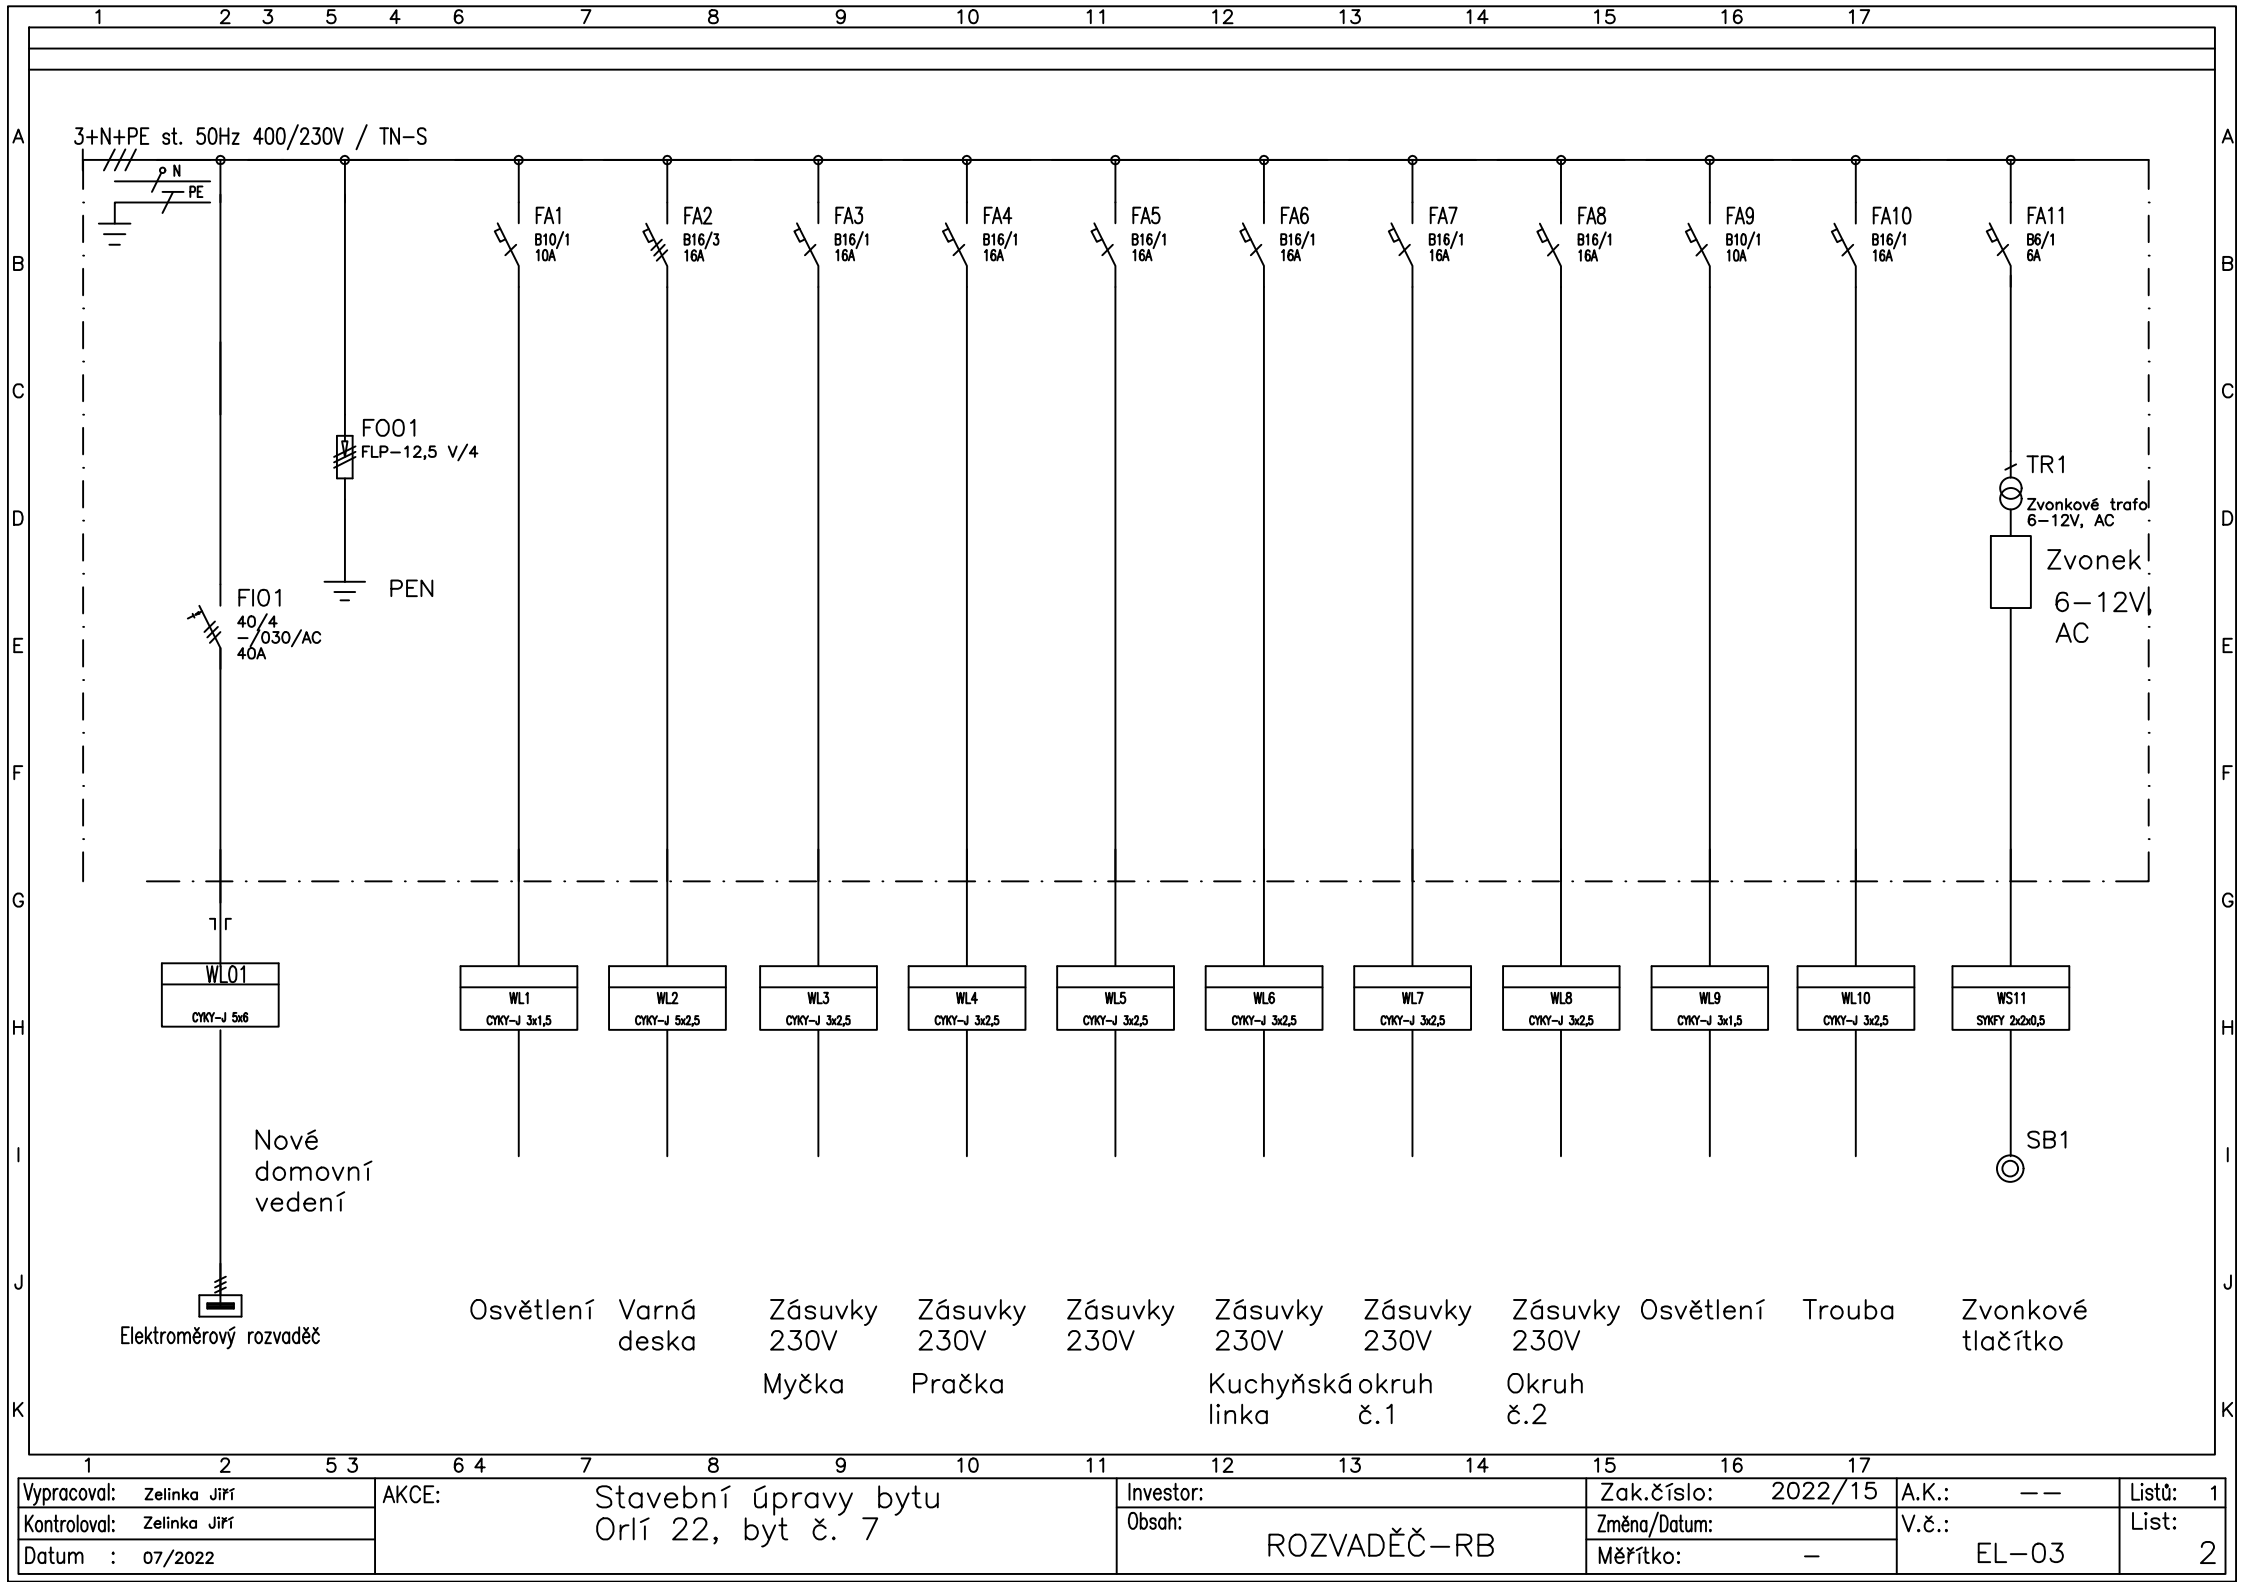 1 2 3 5 4 6 7 8 9 10 11 12 13 14 15 16 17
A 3+N+PE st. 50Hz 400/230V / TN-S A
N
PE
FA1 FA2 FA3 FA4 FA5 FA6 FA7 FA8 FA9 FA10 FA11
B10/1 B16/3 B16/1 B16/1 B16/1 B16/1 B16/1 B16/1 B10/1 B16/1 B6/1
10A 16A 16A 16A 16A 16A 16A 16A 10A 16A 6A
B B
C C
FO01
FLP-12,5 V/4
TR1
Zvonkové trafo
6-12V, AC
D D
Zvonek
6-12V,
AC
PEN
FI01
40/4
-/030/AC
40A
E E
F F
G G
WL01
CYKY-J 5x6
WL1 WL2 WL3 WL4 WL5 WL6 WL7 WL8 WL9 WL10 WS11
CYKY-J 3x1,5 CYKY-J 5x2,5 CYKY-J 3x2,5 CYKY-J 3x2,5 CYKY-J 3x2,5 CYKY-J 3x2,5 CYKY-J 3x2,5 CYKY-J 3x2,5 CYKY-J 3x1,5 CYKY-J 3x2,5 SYKFY 2x2x0,5
H H
Nové
domovní
vedení
SB1
I I
J J
Elektroměrový rozvaděč
Osvětlení Varná Zásuvky Zásuvky Zásuvky Zásuvky Zásuvky Zásuvky Osvětlení Trouba Zvonkové
deska 230V 230V 230V 230V 230V 230V tlačítko
Myčka Pračka Kuchyňská okruh Okruh
linka č.1 č.2
K K
1 2 5 3 6 4 7 8 9 10 11 12 13 14 15 16 17
Vypracoval: Zelinka Jiří
Kontroloval: Zelinka Jiří
Datum : 07/2022
AKCE: Stavební úpravy bytu
Orlí 22, byt č. 7
Investor:
Obsah:
ROZVADĚČ-RB
Zak.číslo: 2022/15
Změna/Datum:
Měřítko: -
A.K.: --
V.č.:
EL-03
Listů: 1
List:
2